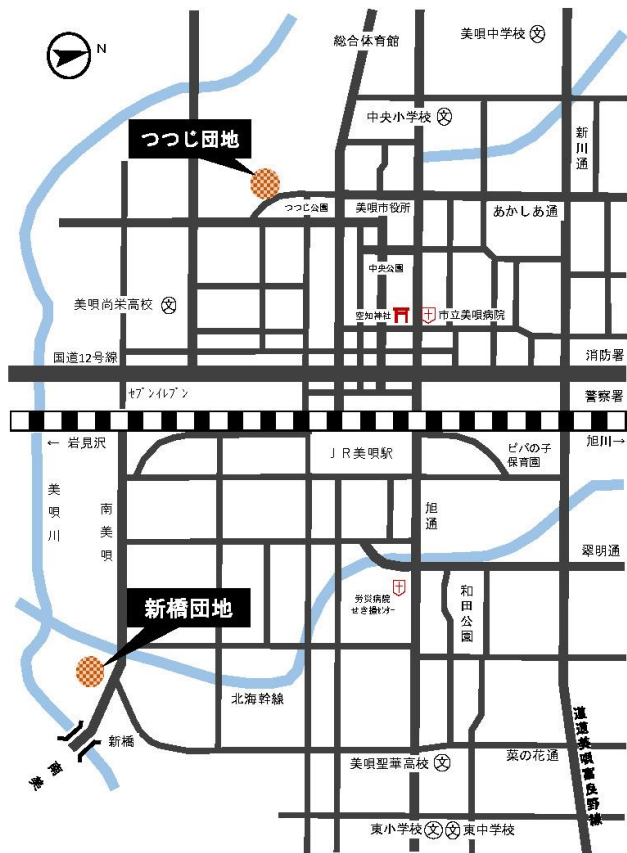 総合体育館
美唄中学校 文
N
中央小学校 文
つつじ団地
新川通
つつじ公園
美唄市役所
あかしあ通
中央公園
美唄尚栄高校 文
空知神社
市立美唄病院
国道12号線
消防署
ｾﾌﾞﾝｲﾚﾌﾞﾝ
警察署
← 岩見沢
ＪＲ美唄駅
ピパの子
保育園
旭川→
美唄川
南美唄
旭通
翠明通
労災病院
せき損ｾﾝﾀｰ
和田公園
新橋団地
北海幹線
新橋
南美
美唄聖華高校 文
菜の花通
道道美唄富良野線
東小学校 文 文 東中学校